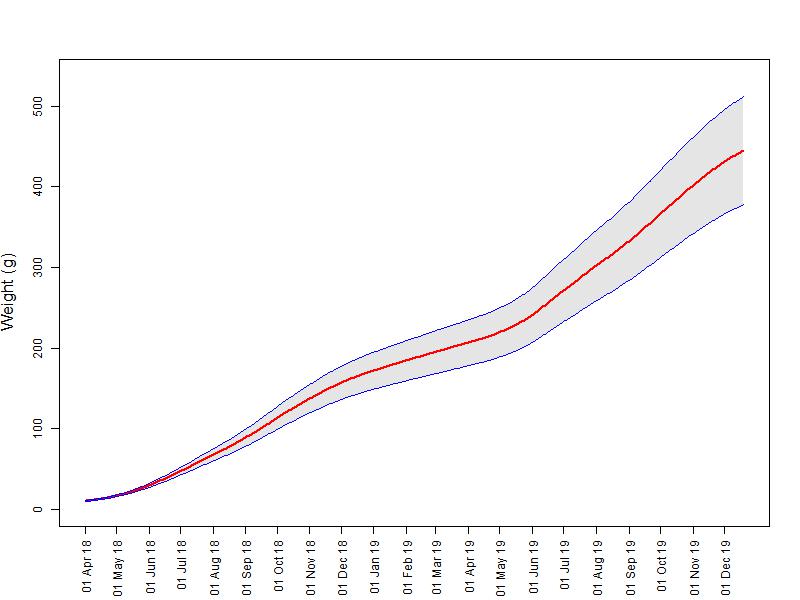 500
400
300
200
100
0
Weight (g)
01 Apr 18
01 May 18
01 Jun 18
01 Jul 18
01 Aug 18
01 Sep 18
01 Oct 18
01 Nov 18
01 Dec 18
01 Jan 19
01 Feb 19
01 Mar 19
01 Apr 19
01 May 19
01 Jun 19
01 Jul 19
01 Aug 19
01 Sep 19
01 Oct 19
01 Nov 19
01 Dec 19